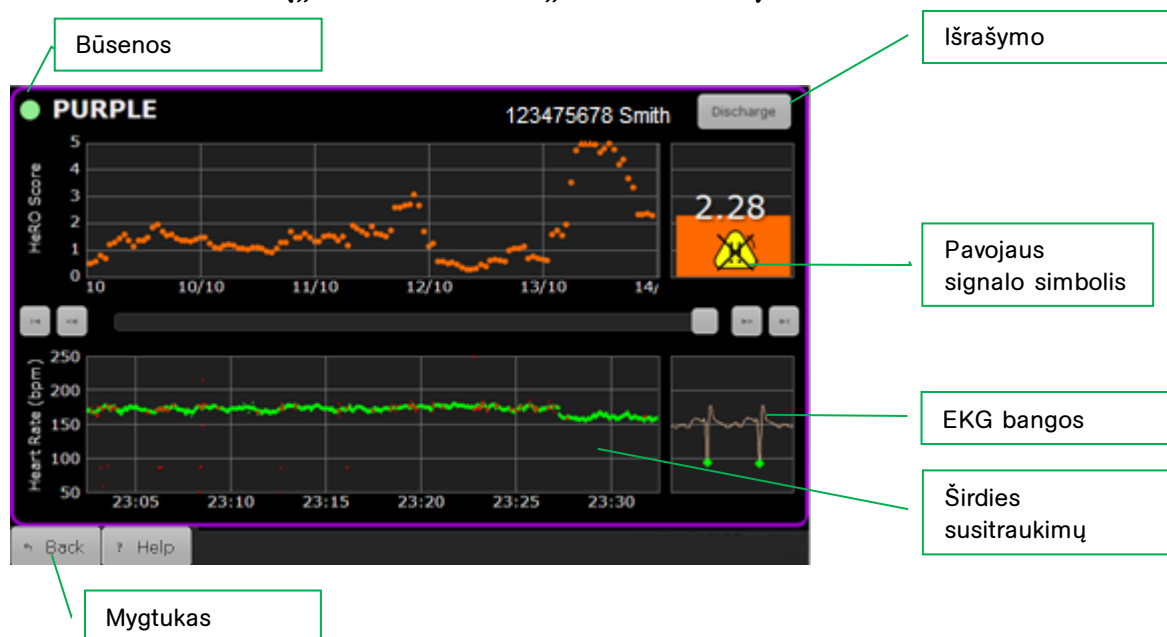 Būsenos
Išrašymo
PURPLE
123475678 Smith
Discharge
HeRO Score
5
4
3
2
1
0
10 10/10 11/10 12/10 13/10 14/
2.28
Pavojaus
signalo simbolis
Heart Rate (bpm)
250
200
150
100
50
23:05 23:10 23:15 23:20 23:25 23:30
EKG bangos
Širdies
susitraukimų
Back
? Help
Mygtukas